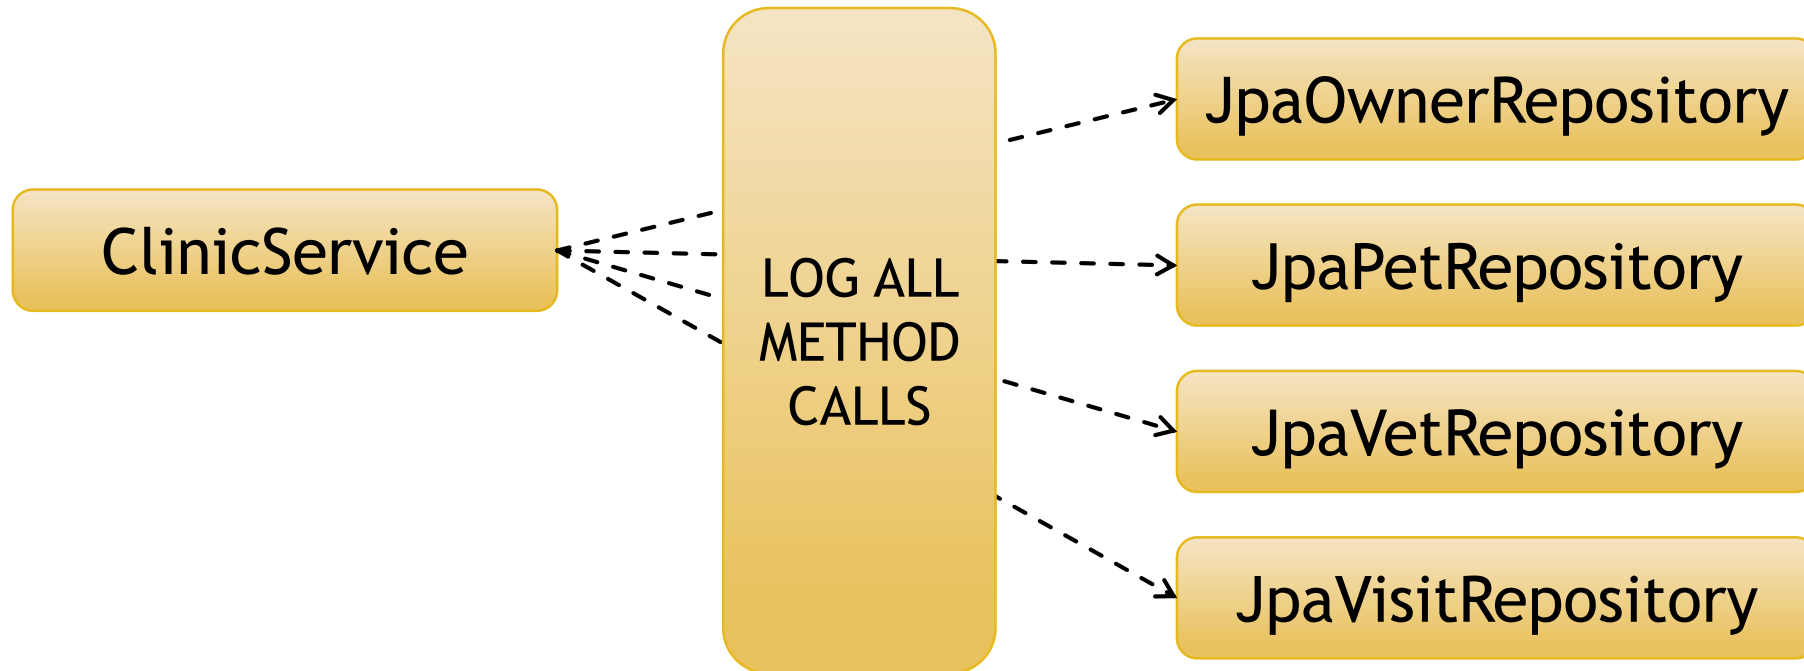 ClinicService
LOG ALL
METHOD
CALLS
JpaOwnerRepository
JpaPetRepository
JpaVetRepository
JpaVisitRepository